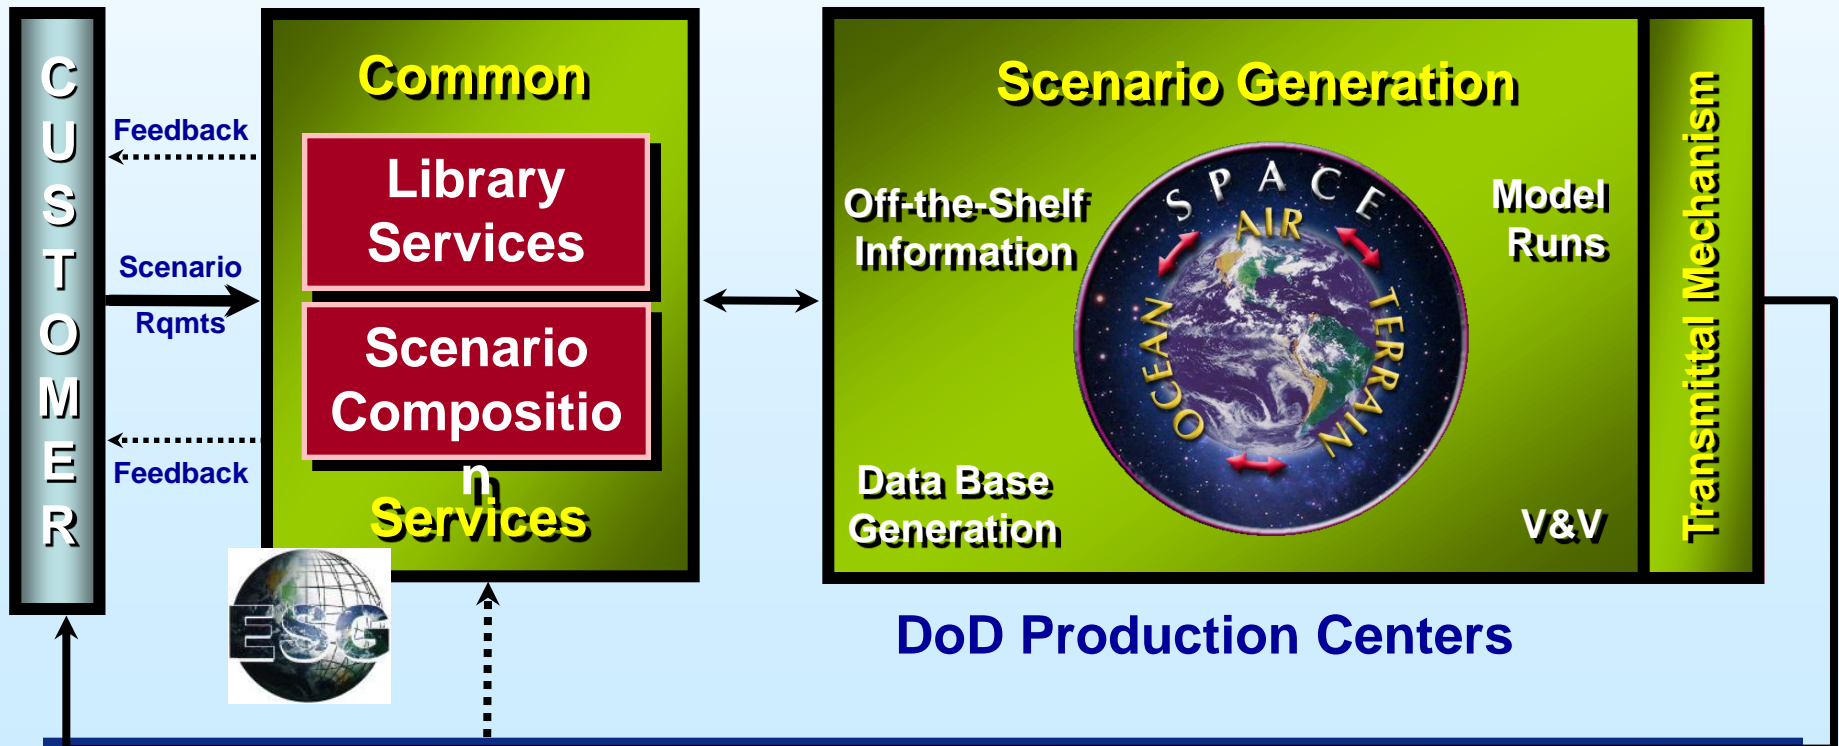 CUSTOMER
Feedback
Scenario
Rqmts
Feedback
Common
Library
Services
Scenario
Compositio
n
Services
ESG
Scenario Generation
Off-the-Shelf
Information
Model
Runs
SPACE
AIR
OCEAN
TERRAIN
Data Base
Generation
V&V
Transmittal Mechanism
DoD Production Centers